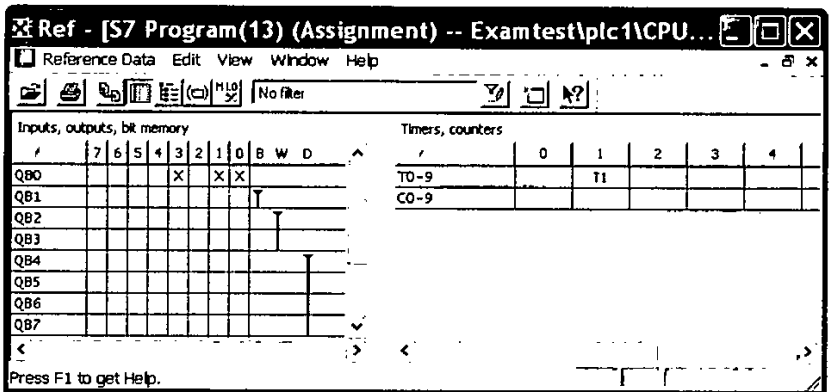 Ref - [S7 Program(13) (Assignment) -- Examtest\plc1\CPU...
Reference Data Edit View Window Help
No filter
Inputs, outputs, bit memory
/ 7 6 5 4 3 2 1 0 B W D
QB0 X X X
QB1
QB2
QB3
QB4
QB5
QB6
QB7
Timers, counters
/ 0 1 2 3 4
T0-9 T1
C0-9
Press F1 to get Help.